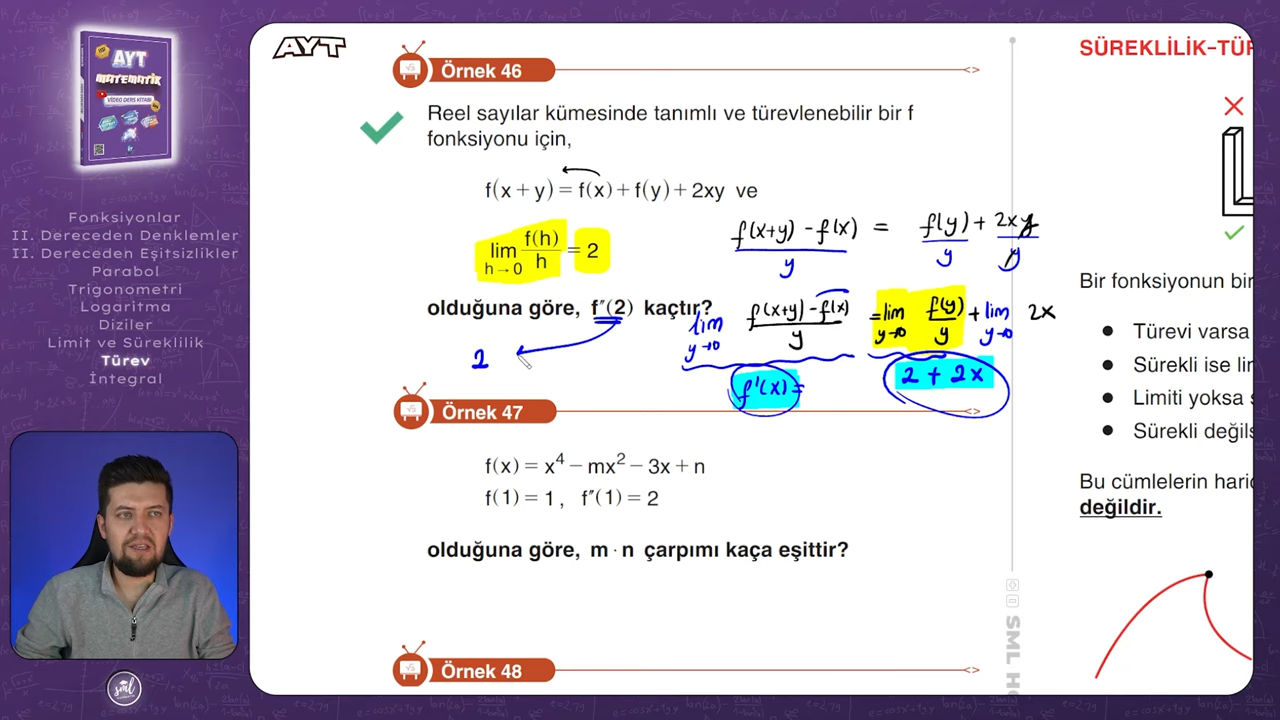 AYT
MATEMATİK
VİDEO DERS KİTABI
Fonksiyonlar
II. Dereceden Denklemler
II. Dereceden Eşitsizlikler
Parabol
Trigonometri
Logaritma
Diziler
Limit ve Süreklilik
Türev
İntegral
sml
AYT
Örnek 46
Reel sayılar kümesinde tanımlı ve türevlenebilir bir f
fonksiyonu için,
f(x + y) = f(x) + f(y) + 2xy ve
lim h→0 f(h)/h = 2
olduğuna göre, f″(2) kaçtır?
2
f(x+y) - f(x) / y = f(y) / y + 2xy / y
lim y→0 f(x+y) - f(x) / y = lim y→0 f(y) / y + lim y→0 2x
f'(x) = 2 + 2x
Örnek 47
f(x) = x⁴ − mx² − 3x + n
f(1) = 1, f″(1) = 2
olduğuna göre, m · n çarpımı kaça eşittir?
Örnek 48
SML
SÜREKLİLİK-TÜR
Bir fonksiyonun bir
• Türevi varsa
• Sürekli ise lir
• Limiti yoksa s
• Sürekli değils
Bu cümlelerin haric
değildir.